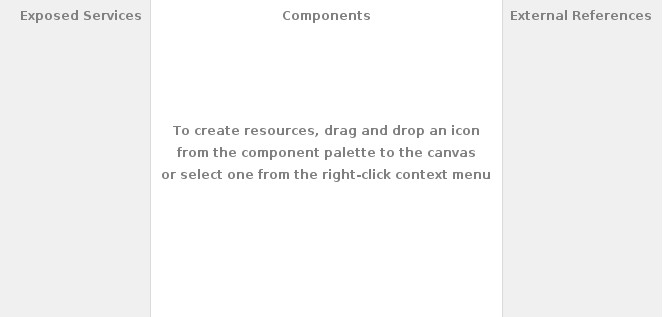 Exposed Services
Components
External References
To create resources, drag and drop an icon
from the component palette to the canvas
or select one from the right-click context menu